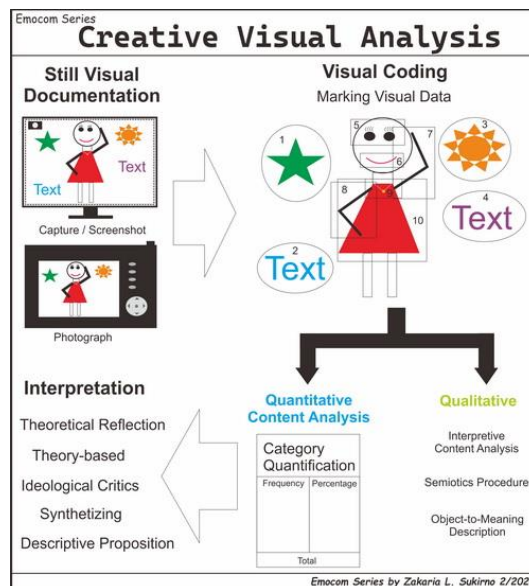 Emocom Series
Creative Visual Analysis
Still Visual
Documentation
Text
Text
Capture / Screenshot
Photograph
Visual Coding
Marking Visual Data
1
2
Text
3
4
Text
5
6
7
8
9
10
Quantitative
Content Analysis
Category
Quantification
Frequency
Percentage
Total
Qualitative
Interpretive
Content Analysis
Semiotics Procedure
Object-to-Meaning
Description
Interpretation
Theoretical Reflection
Theory-based
Ideological Critics
Synthetizing
Descriptive Proposition
Emocom Series by Zakaria L. Sukirno